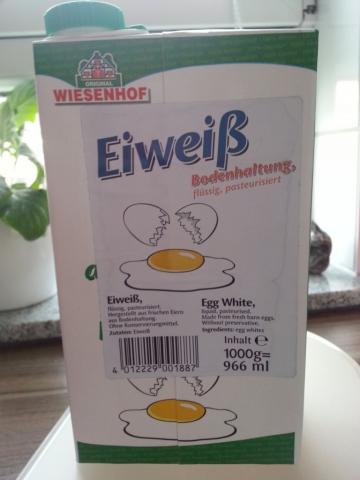 ORIGINAL
WIESENHOF
Eiweiß
Bodenhaltung,
flüssig, pasteurisiert
Eiweiß,
flüssig, pasteurisiert.
Hergestellt aus frischen Eiern
aus Bodenhaltung.
Ohne Konservierungmittel.
Zutaten: Eiweiß
Egg White,
liquid, pasteurised.
Made from fresh barn eggs.
Without preservative.
Ingredients: egg whites
Inhalt ℮
1000g=
966 ml
4 012229 001887